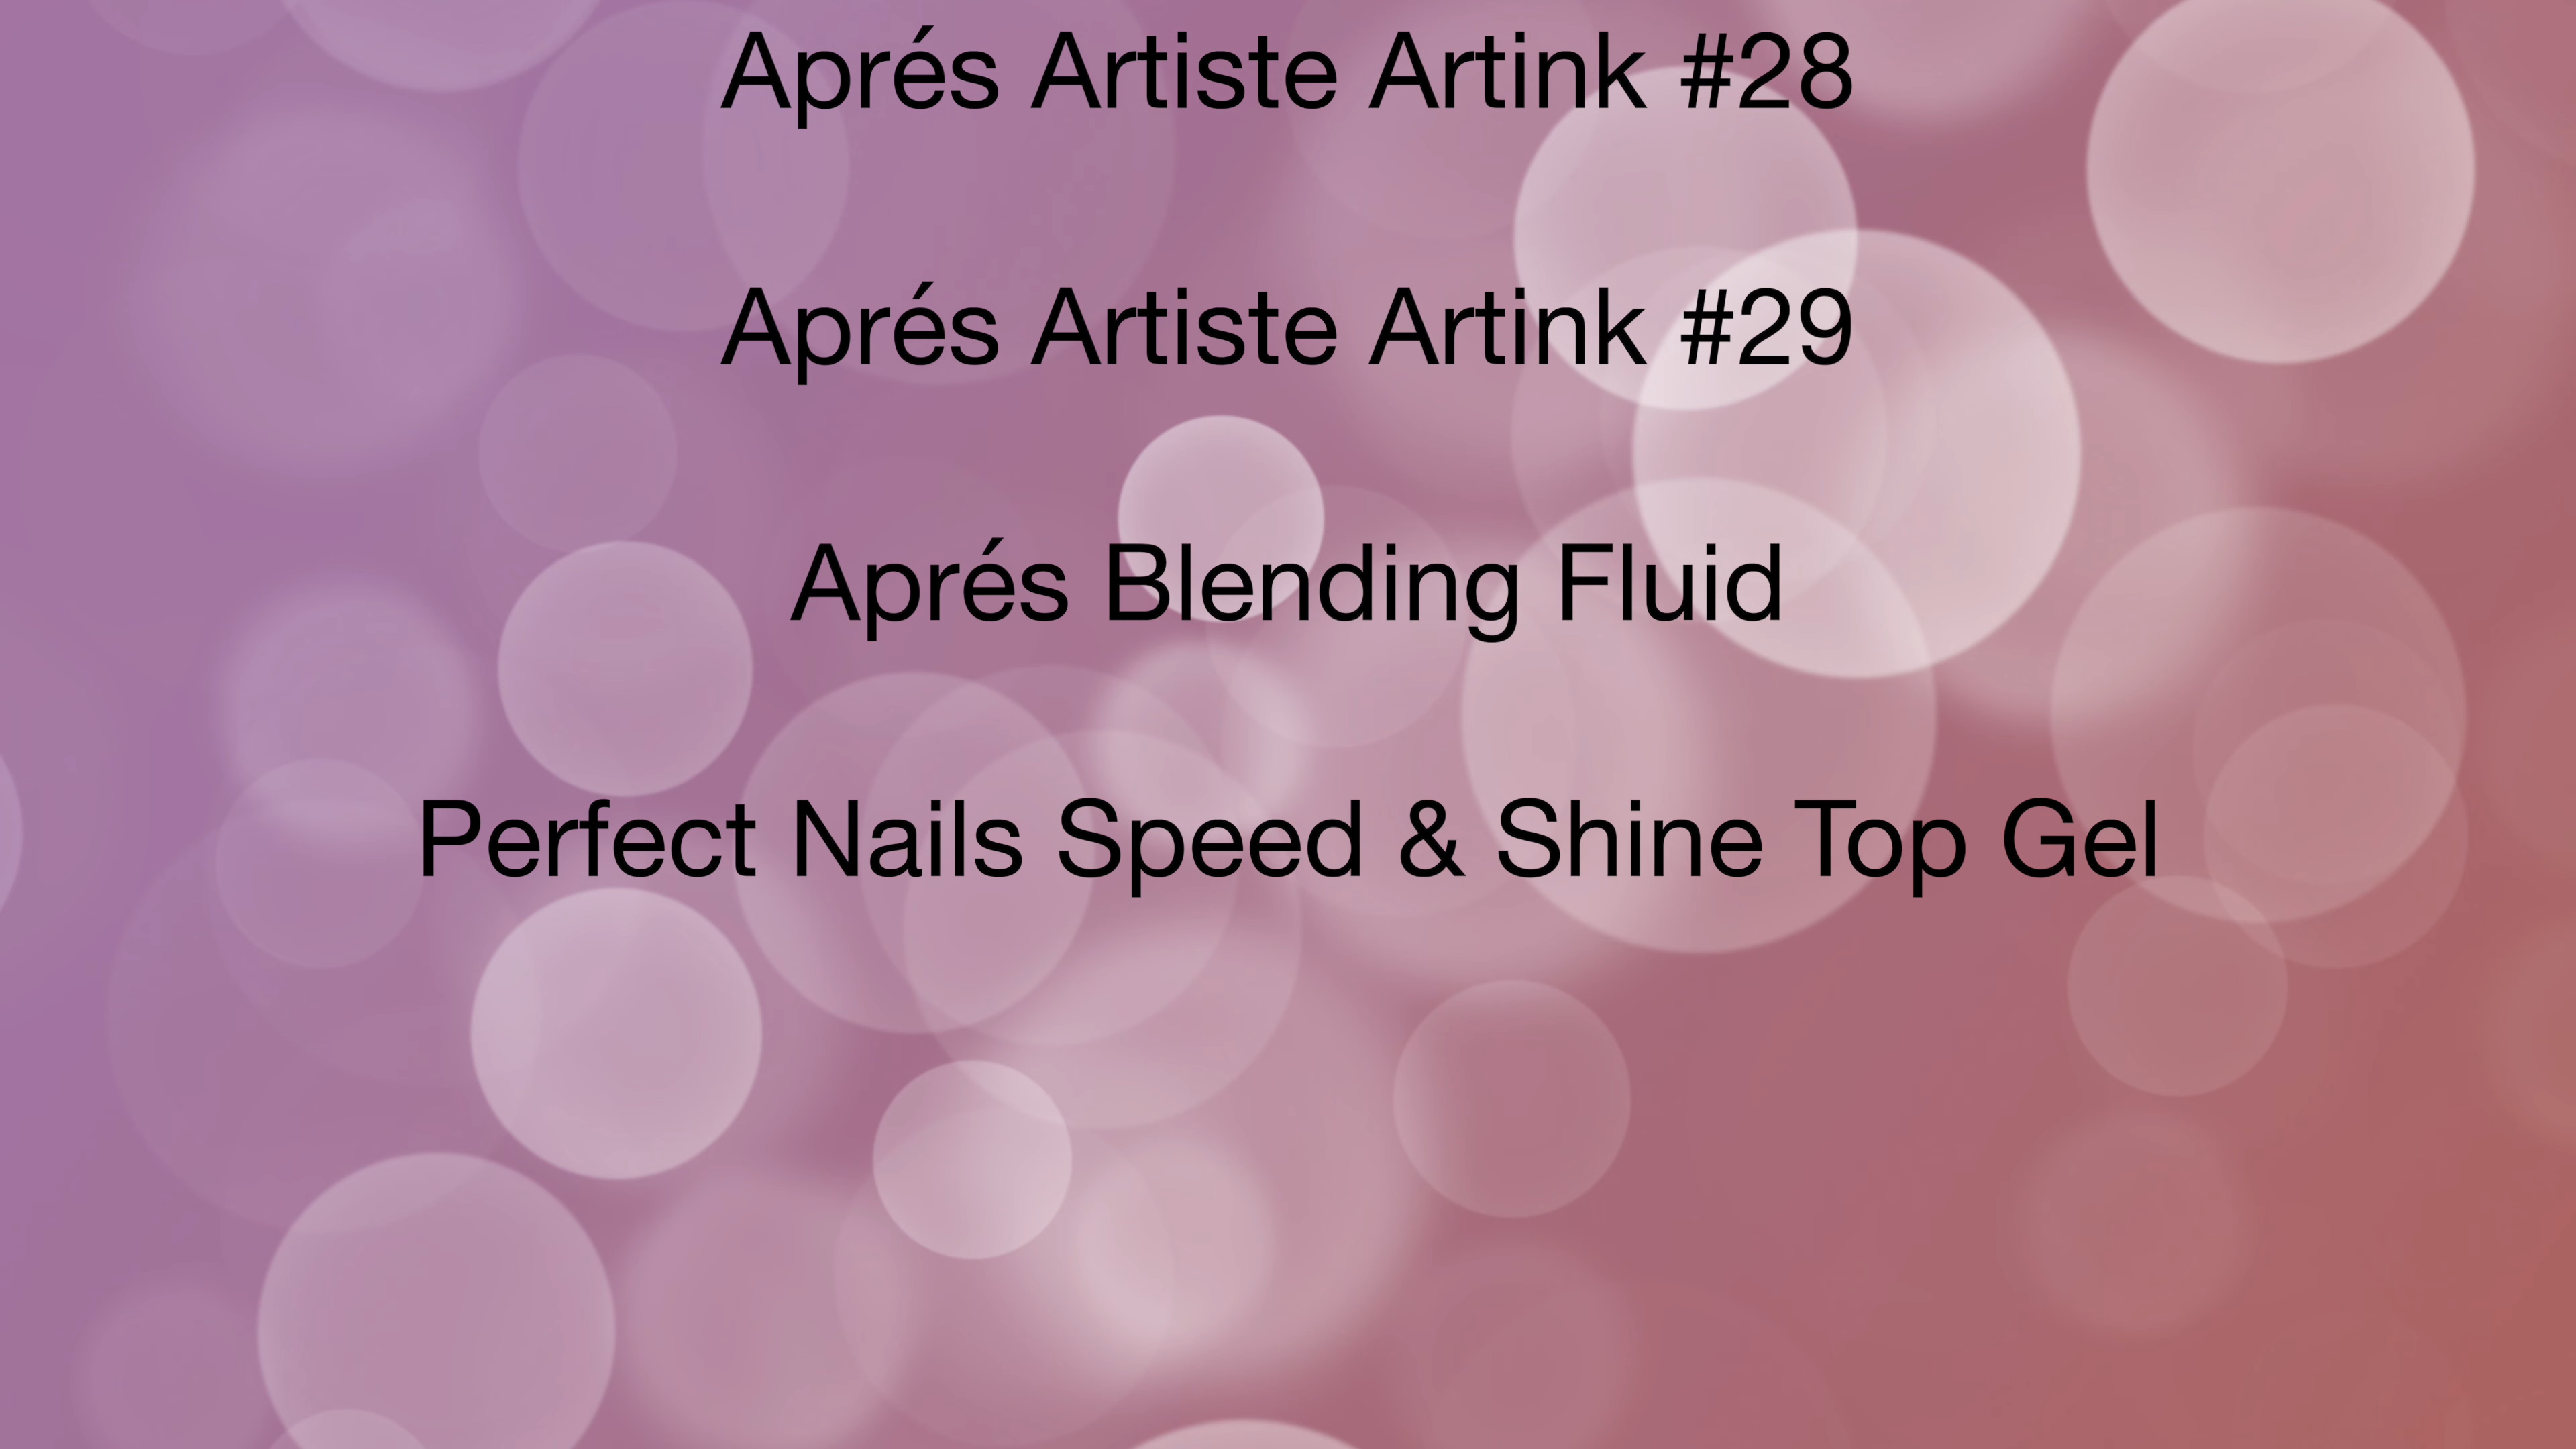 Aprés Artiste Artink #28
Aprés Artiste Artink #29
Aprés Blending Fluid
Perfect Nails Speed & Shine Top Gel